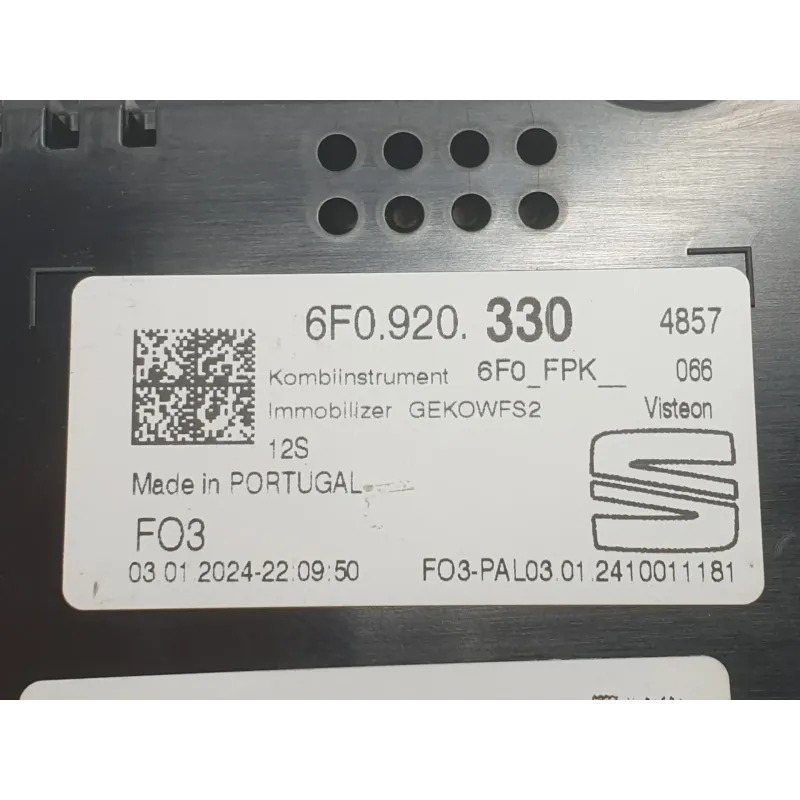 6F0.920. 330 4857
Kombiinstrument 6F0_FPK__ 066
Immobilizer GEKOWFS2 Visteon
12S
Made in PORTUGAL
FO3
03.01.2024-22:09:50 FO3-PAL03.01.2410011181